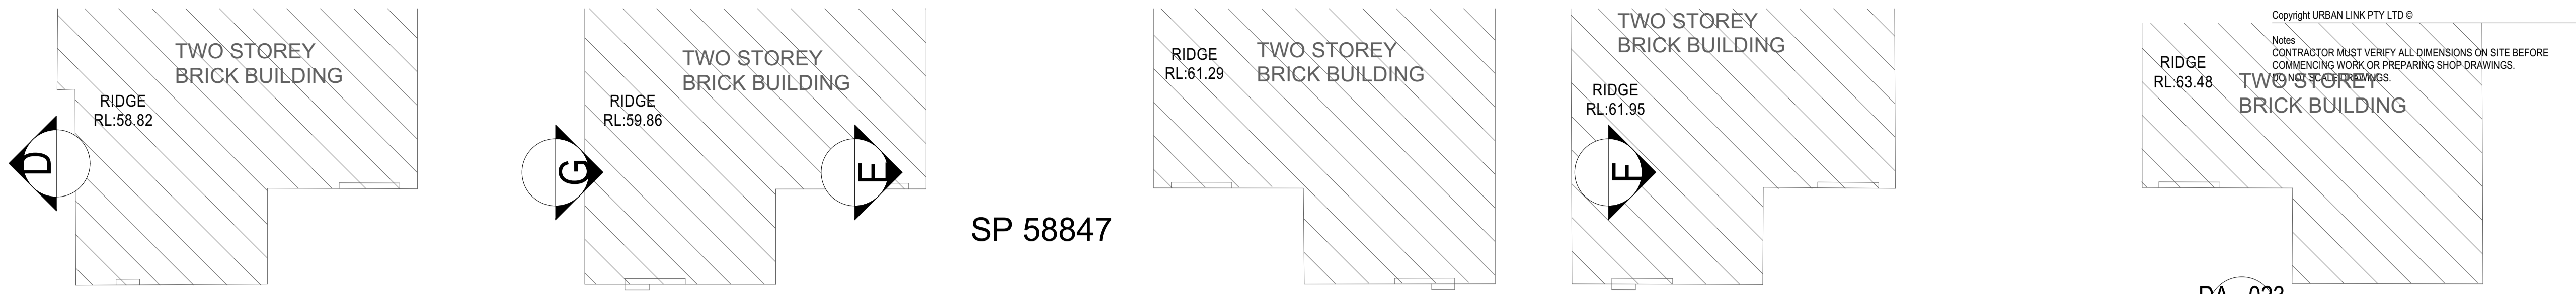 TWO STOREY
BRICK BUILDING
RIDGE
RL:58.82
D
TWO STOREY
BRICK BUILDING
RIDGE
RL:59.86
G
E
SP 58847
RIDGE
RL:61.29
TWO STOREY
BRICK BUILDING
TWO STOREY
BRICK BUILDING
RIDGE
RL:61.95
F
Copyright URBAN LINK PTY LTD ©
Notes
CONTRACTOR MUST VERIFY ALL DIMENSIONS ON SITE BEFORE
COMMENCING WORK OR PREPARING SHOP DRAWINGS.
DO NOT SCALE DRAWINGS.
RIDGE
RL:63.48
TWO STOREY
BRICK BUILDING
DA